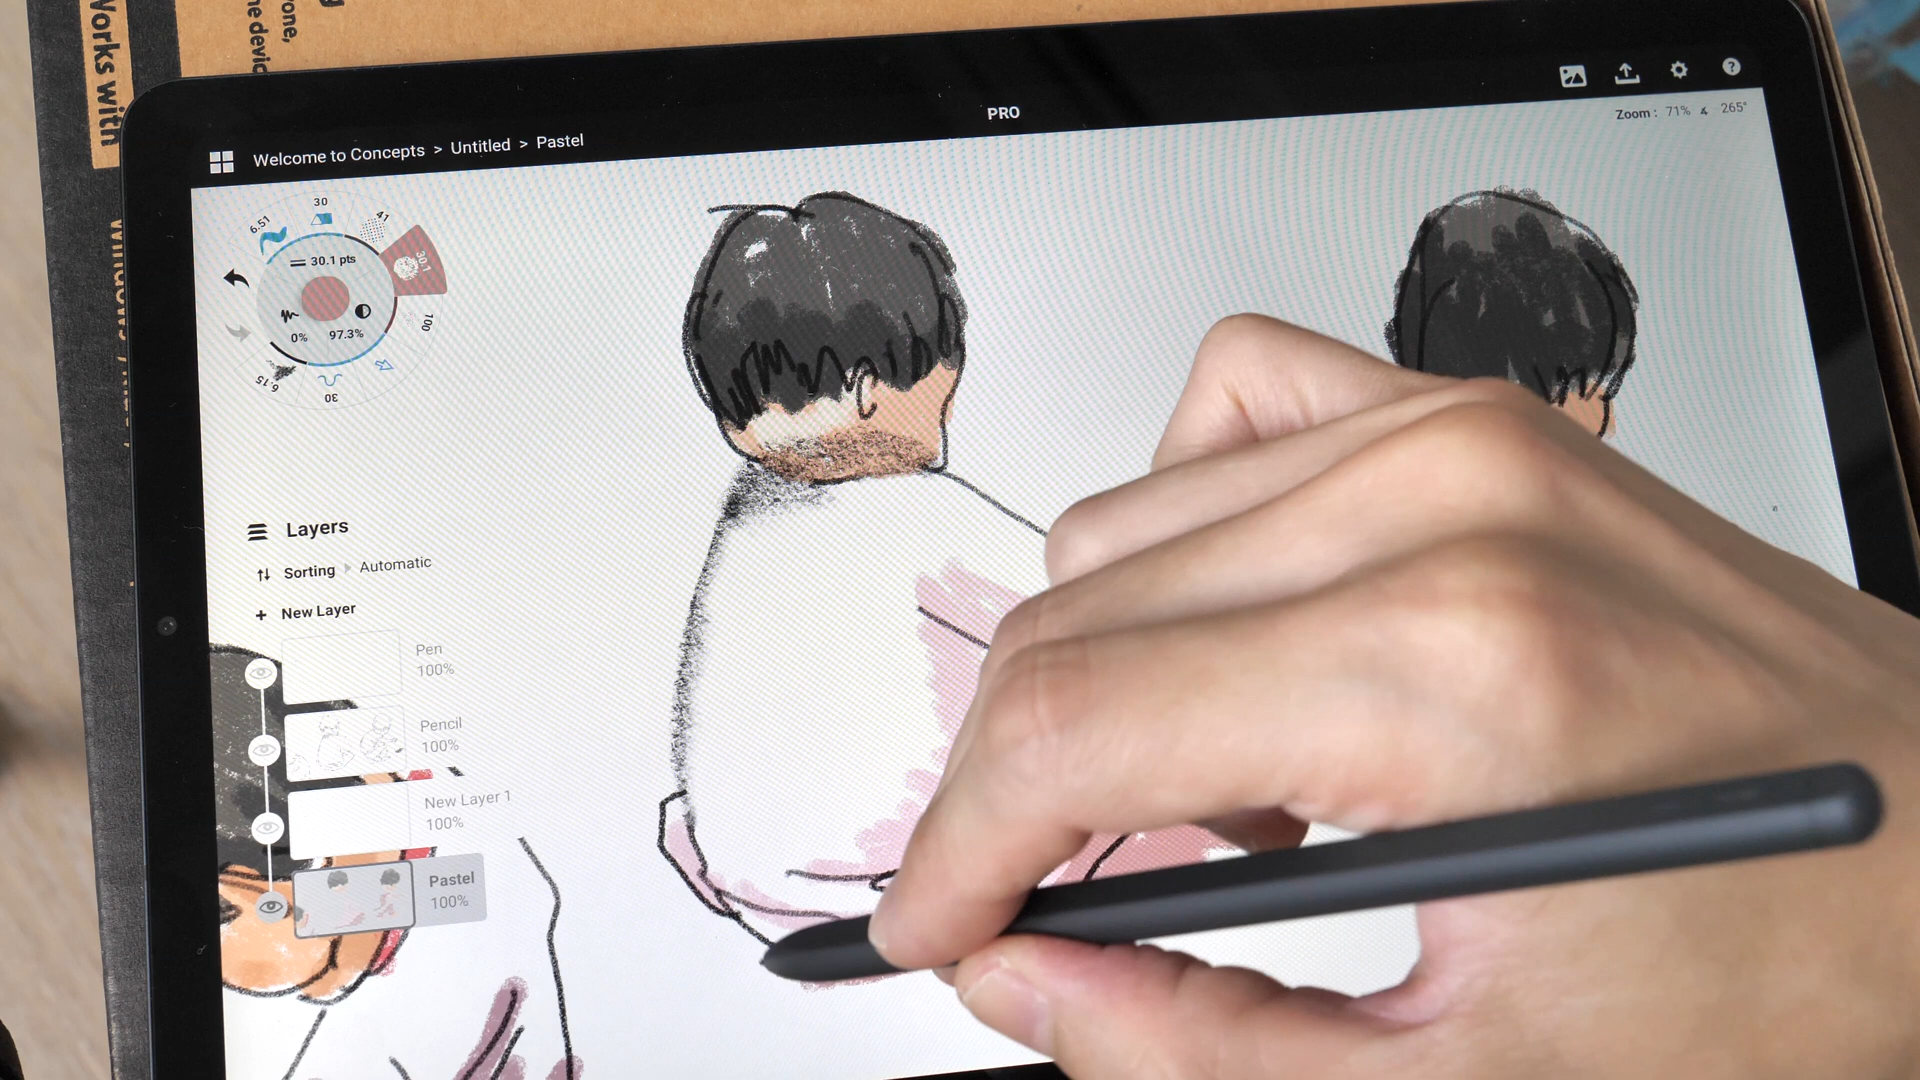 Works with
one,
he devic
PRO
Zoom : 71% 265°
Welcome to Concepts > Untitled > Pastel
30
6.51
41
30.1 pts
30.1
100
0% 97.3%
6.15
30
Layers
Sorting Automatic
+ New Layer
Pen
100%
Pencil
100%
New Layer 1
100%
Pastel
100%